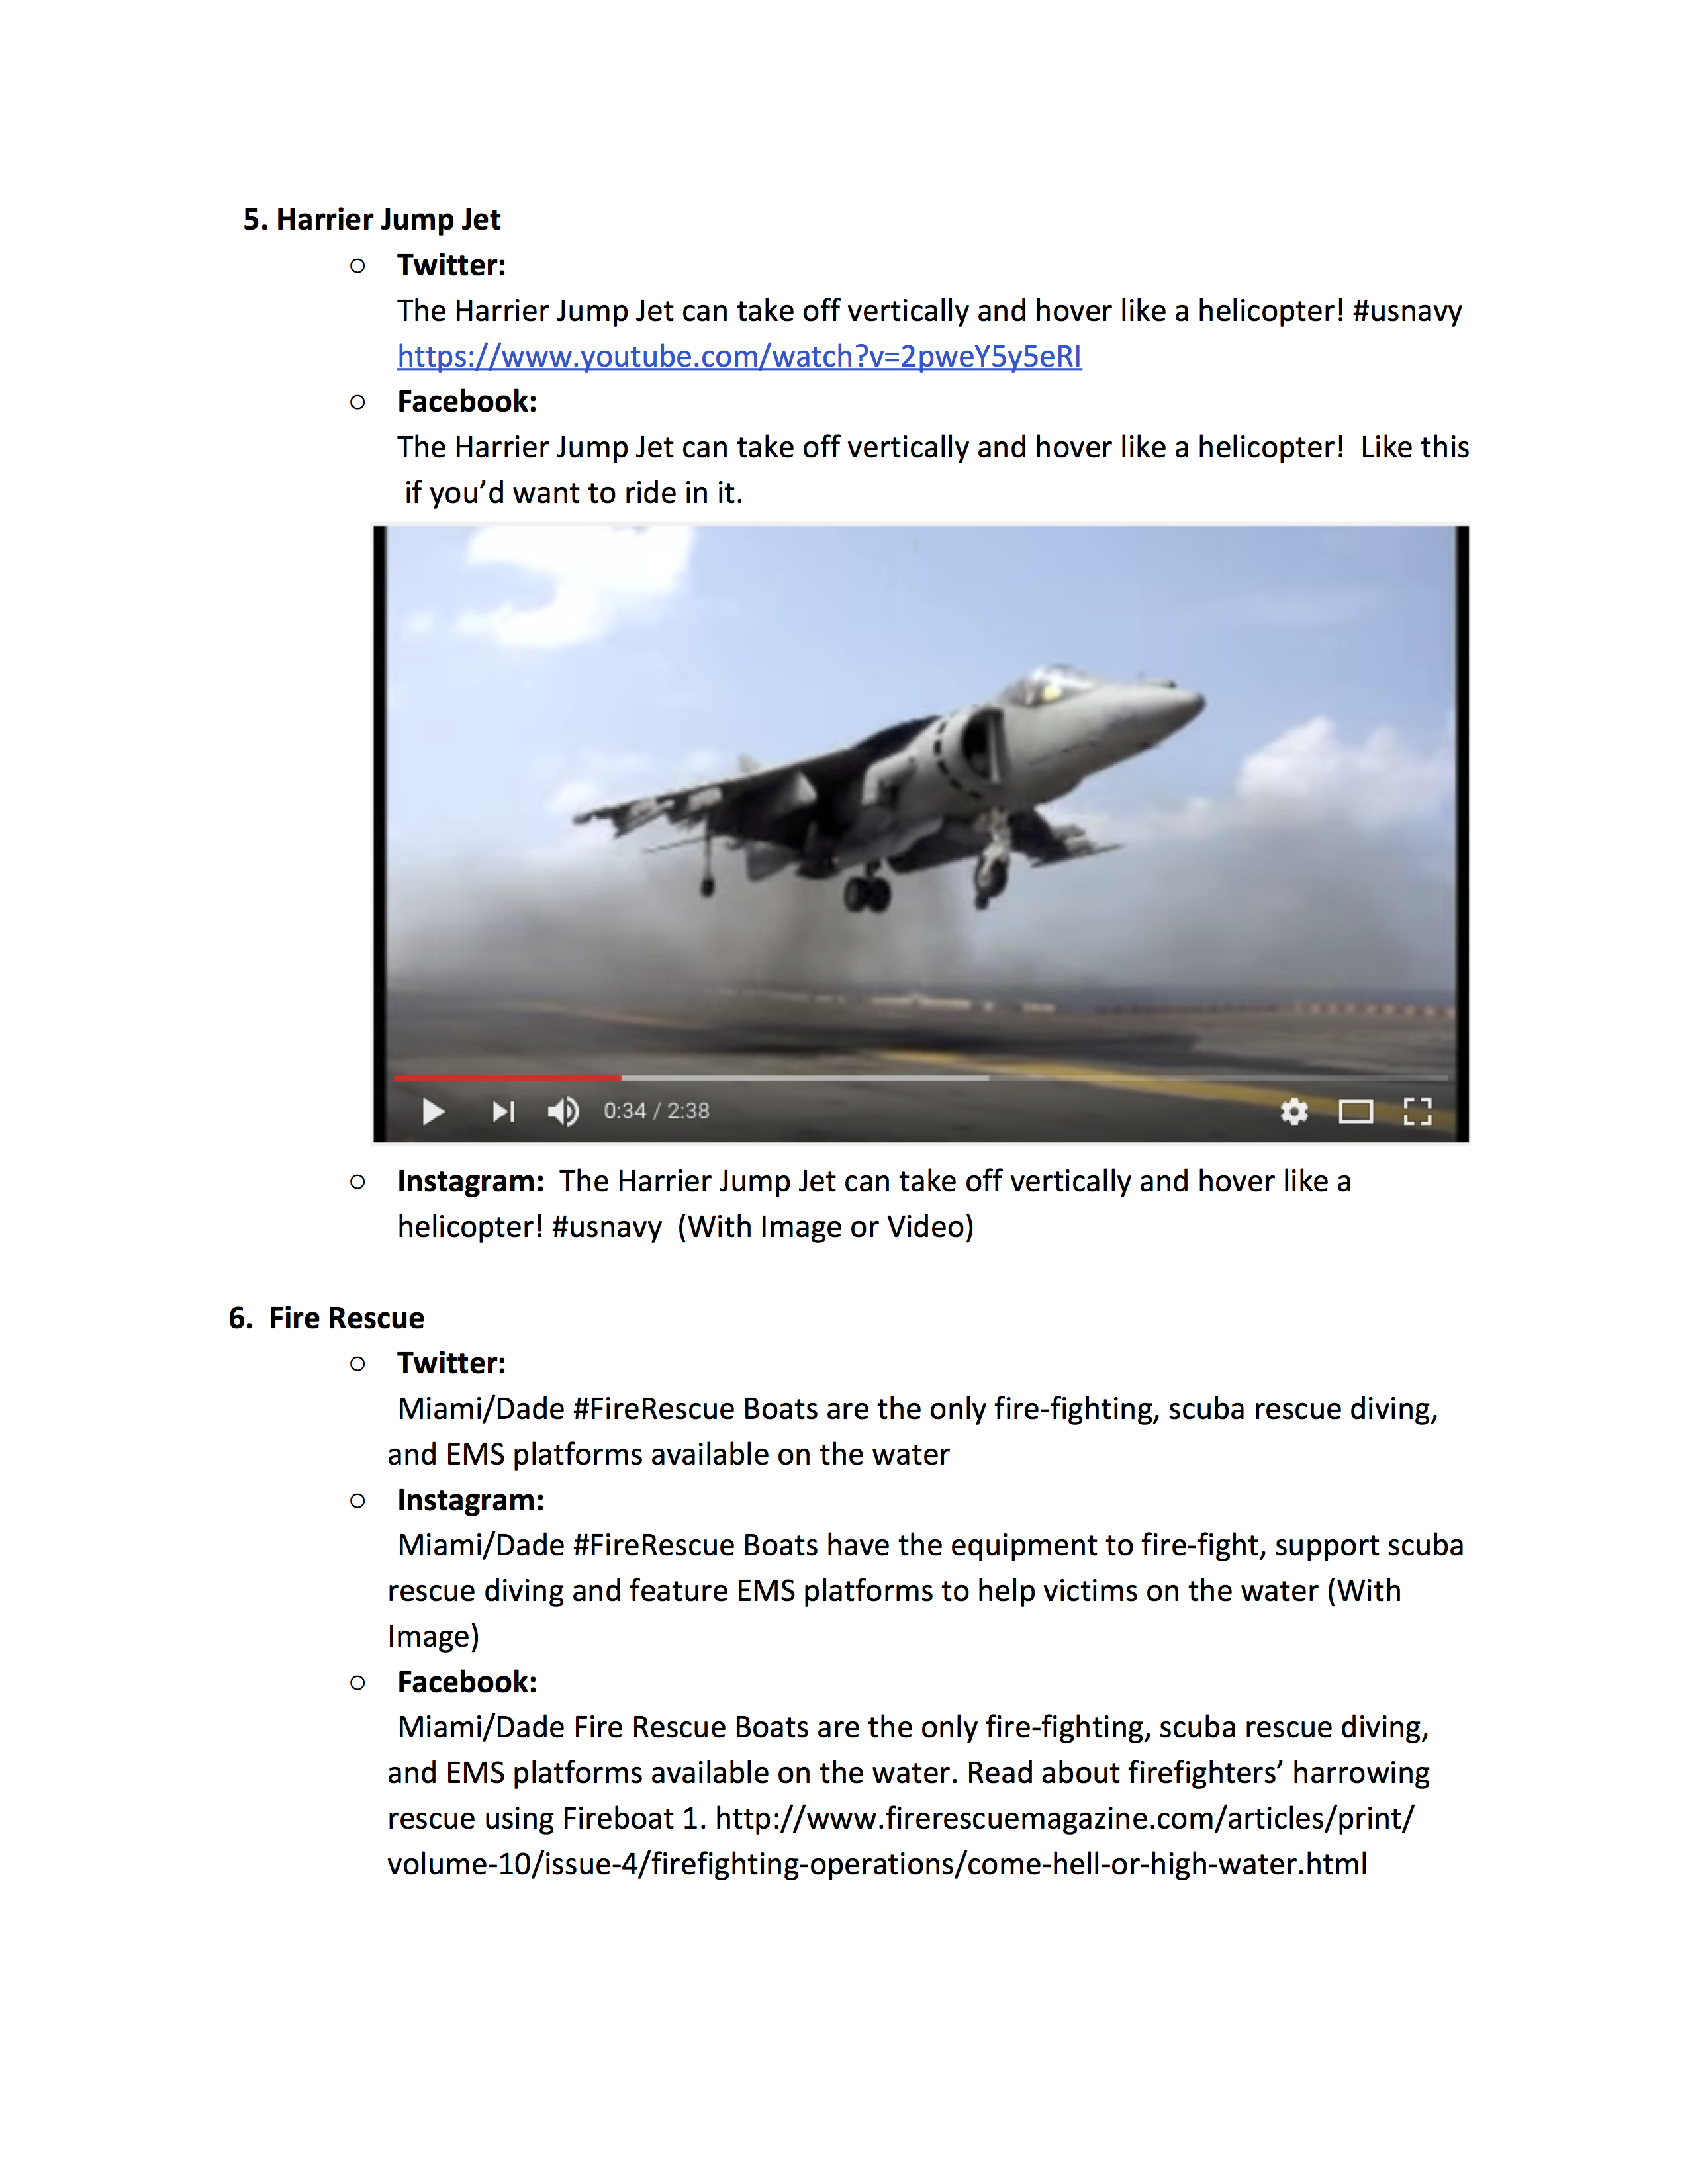 5. Harrier Jump Jet
○ Twitter:
The Harrier Jump Jet can take off vertically and hover like a helicopter! #usnavy
https://www.youtube.com/watch?v=2pweY5y5eRI
○ Facebook:
The Harrier Jump Jet can take off vertically and hover like a helicopter!  Like this
if you’d want to ride in it.
0:34 / 2:38
○ Instagram:  The Harrier Jump Jet can take off vertically and hover like a
helicopter! #usnavy  (With Image or Video)
6.  Fire Rescue
○ Twitter:
Miami/Dade #FireRescue Boats are the only fire-fighting, scuba rescue diving,
and EMS platforms available on the water
○ Instagram:
Miami/Dade #FireRescue Boats have the equipment to fire-fight, support scuba
rescue diving and feature EMS platforms to help victims on the water (With
Image)
○ Facebook:
Miami/Dade Fire Rescue Boats are the only fire-fighting, scuba rescue diving,
and EMS platforms available on the water. Read about firefighters’ harrowing
rescue using Fireboat 1. http://www.firerescuemagazine.com/articles/print/
volume-10/issue-4/firefighting-operations/come-hell-or-high-water.html